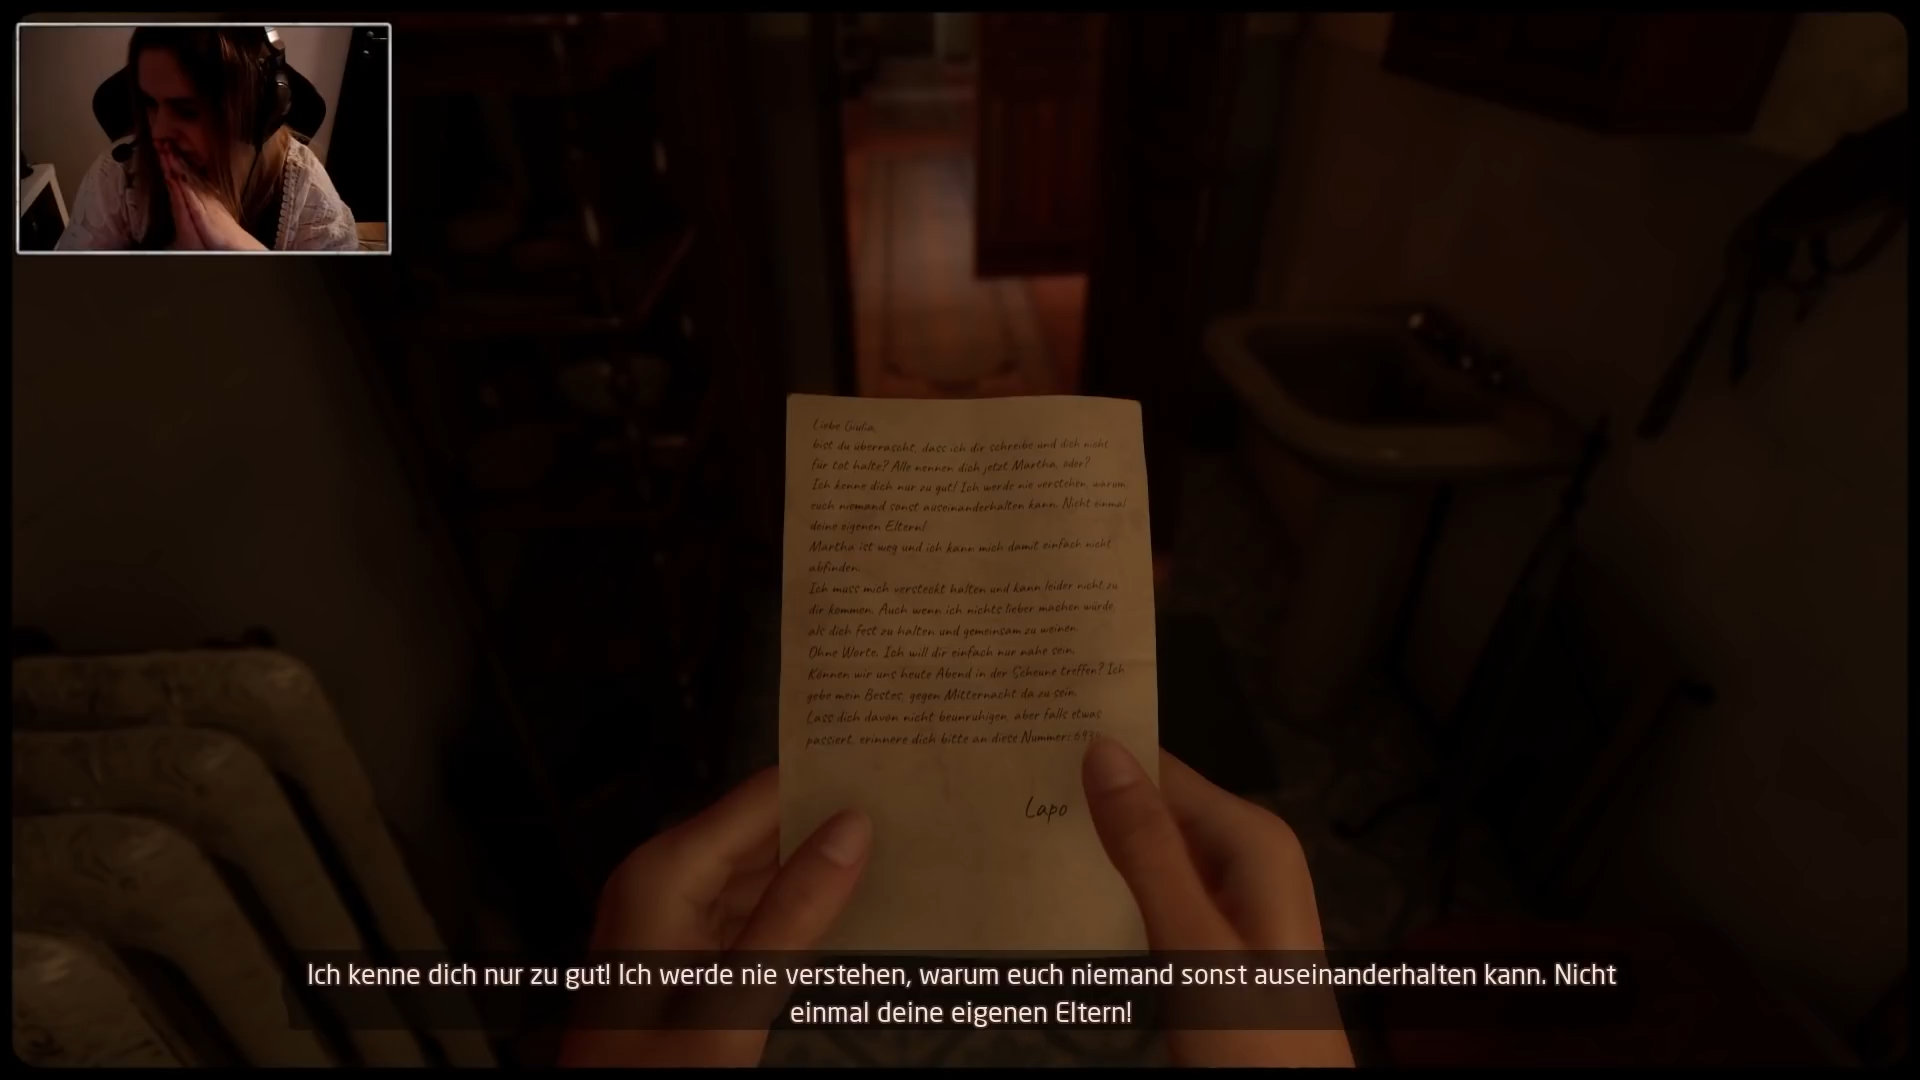 Liebe Giulia,
bist du überrascht, dass ich dir schreibe und dich nicht
für tot halte? Alle nennen dich jetzt Martha, oder?
Ich kenne dich nur zu gut! Ich werde nie verstehen, warum
euch niemand sonst auseinanderhalten kann. Nicht einmal
deine eigenen Eltern!
Martha ist weg und ich kann mich damit einfach nicht
abfinden.
Ich muss mich versteckt halten und kann leider nicht zu
dir kommen. Auch wenn ich nichts lieber machen würde,
als dich fest zu halten und gemeinsam zu weinen.
Ohne Worte. Ich will dir einfach nur nahe sein.
Können wir uns heute Abend in der Scheune treffen? Ich
gebe mein Bestes, gegen Mitternacht da zu sein.
Lass dich davon nicht beunruhigen, aber falls etwas
passiert, erinnere dich bitte an diese Nummer:
Lapo
Ich kenne dich nur zu gut! Ich werde nie verstehen, warum euch niemand sonst auseinanderhalten kann. Nicht
einmal deine eigenen Eltern!